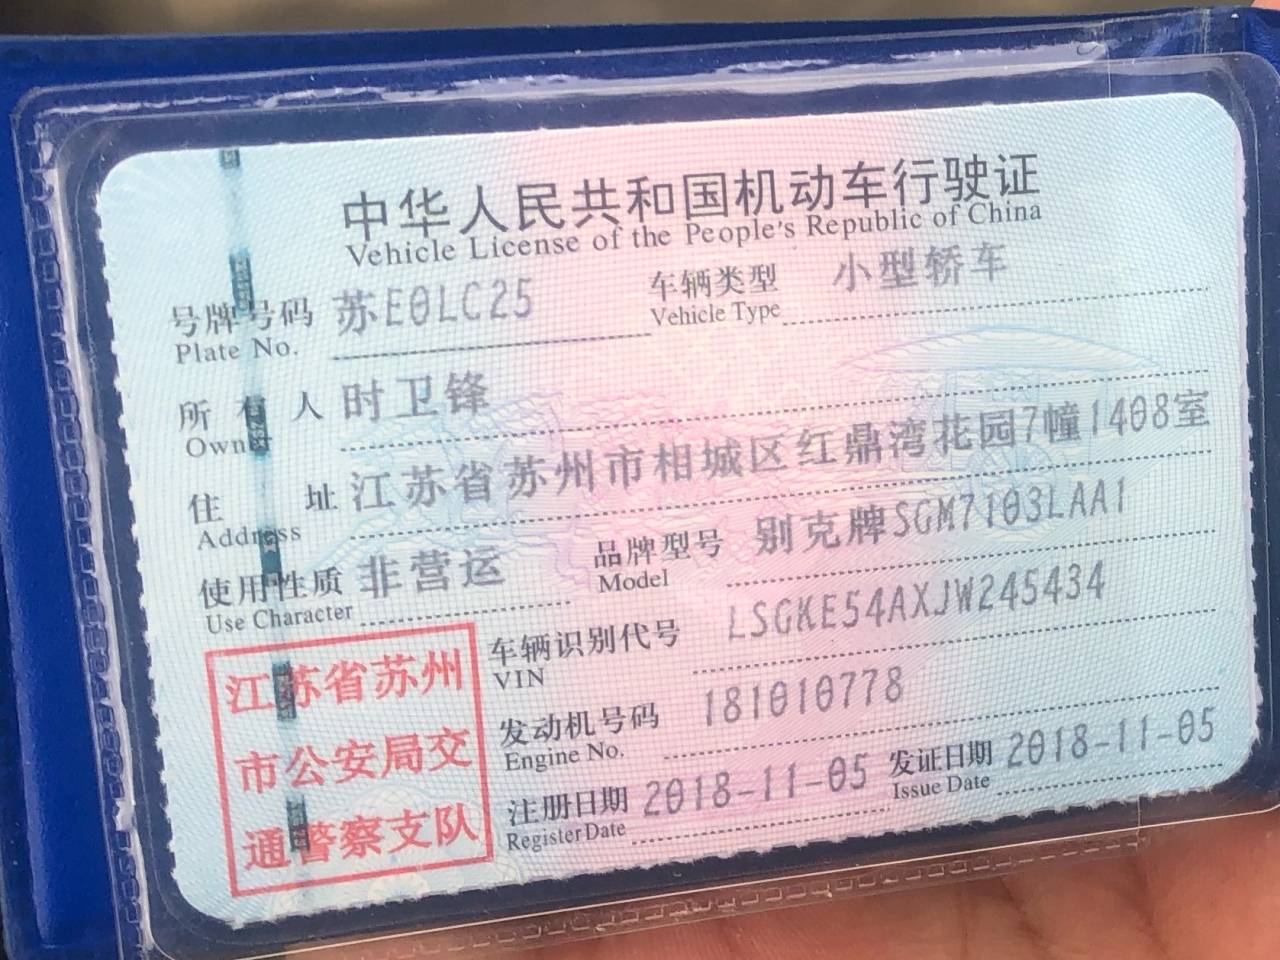 中华人民共和国机动车行驶证
Vehicle License of the People's Republic of China
号牌号码 苏E0LC25 车辆类型 小型轿车
Plate No. Vehicle Type
所有人 时卫锋
Owner
住址 江苏省苏州市相城区红鼎湾花园7幢1408室
Address
使用性质 非营运 品牌型号 别克牌SGM7103LAA1
Use Character Model
车辆识别代号 LSGKE54AXJW245434
VIN
发动机号码 181010778
Engine No.
注册日期 2018-11-05 发证日期 2018-11-05
Register Date Issue Date
江苏省苏州
市公安局交
通警察支队